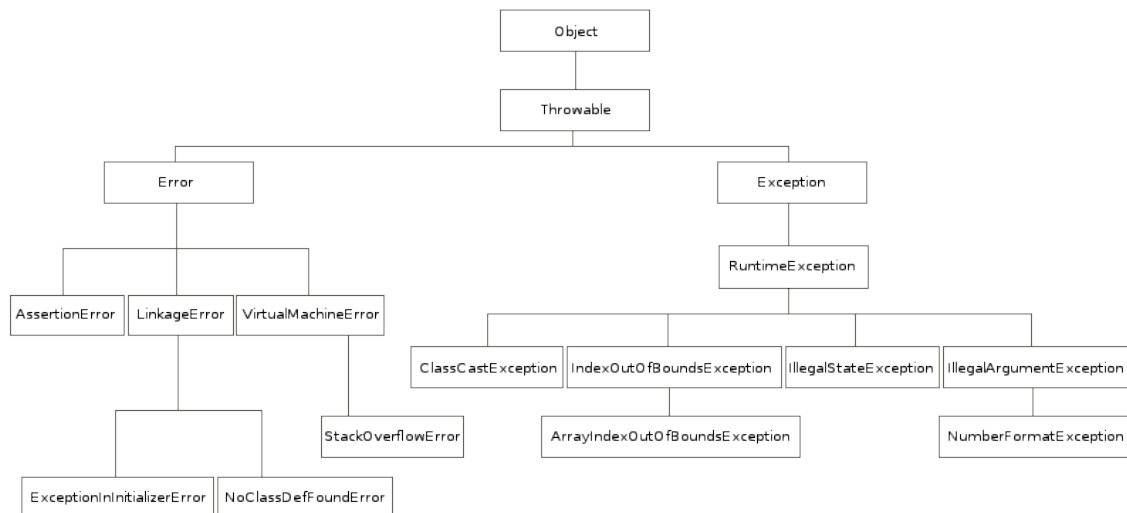 Object
Throwable
Error
Exception
RuntimeException
AssertionError
LinkageError
VirtualMachineError
ClassCastException
IndexOutOfBoundsException
IllegalStateException
IllegalArgumentException
StackOverflowError
ArrayIndexOutOfBoundsException
NumberFormatException
ExceptionInInitializerError
NoClassDefFoundError